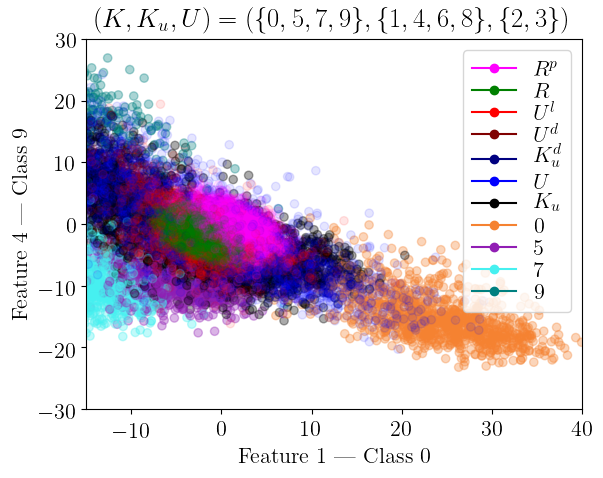 (K, K_u, U) = ({0, 5, 7, 9}, {1, 4, 6, 8}, {2, 3})
Feature 4 — Class 9
30
20
10
0
−10
−20
−30
R^p
R
U^l
U^d
K_u^d
U
K_u
0
5
7
9
−10
0
10
20
30
40
Feature 1 — Class 0